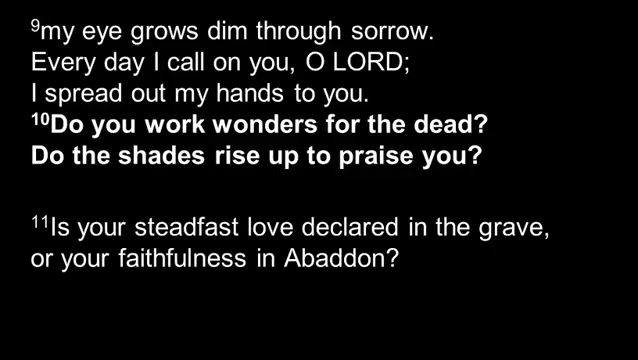 ⁹my eye grows dim through sorrow.
Every day I call on you, O LORD;
I spread out my hands to you.
¹⁰Do you work wonders for the dead?
Do the shades rise up to praise you?
¹¹Is your steadfast love declared in the grave,
or your faithfulness in Abaddon?